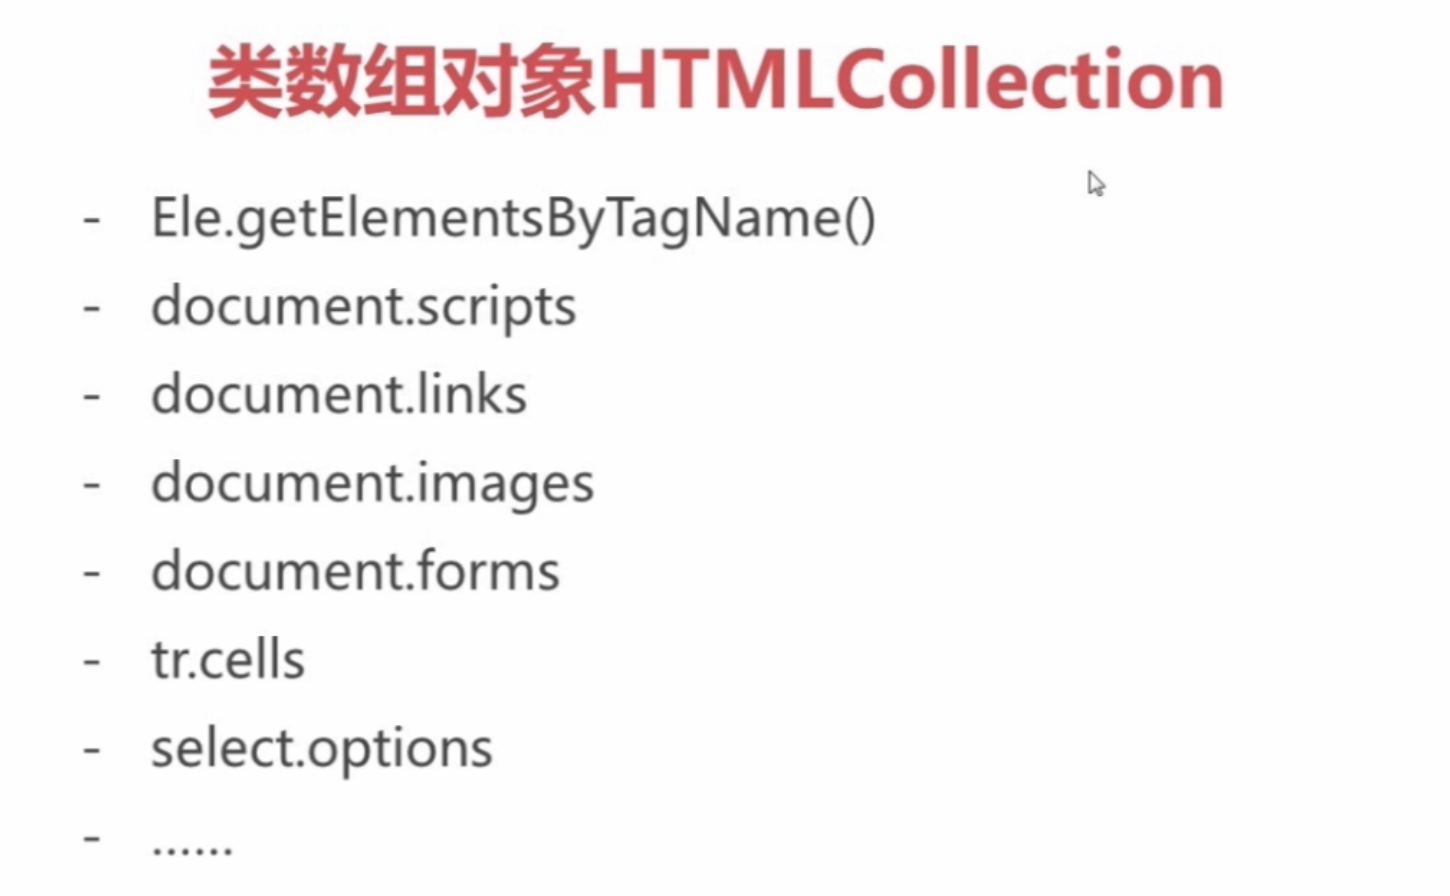 类数组对象HTMLCollection
- Ele.getElementsByTagName()
- document.scripts
- document.links
- document.images
- document.forms
- tr.cells
- select.options
- ......